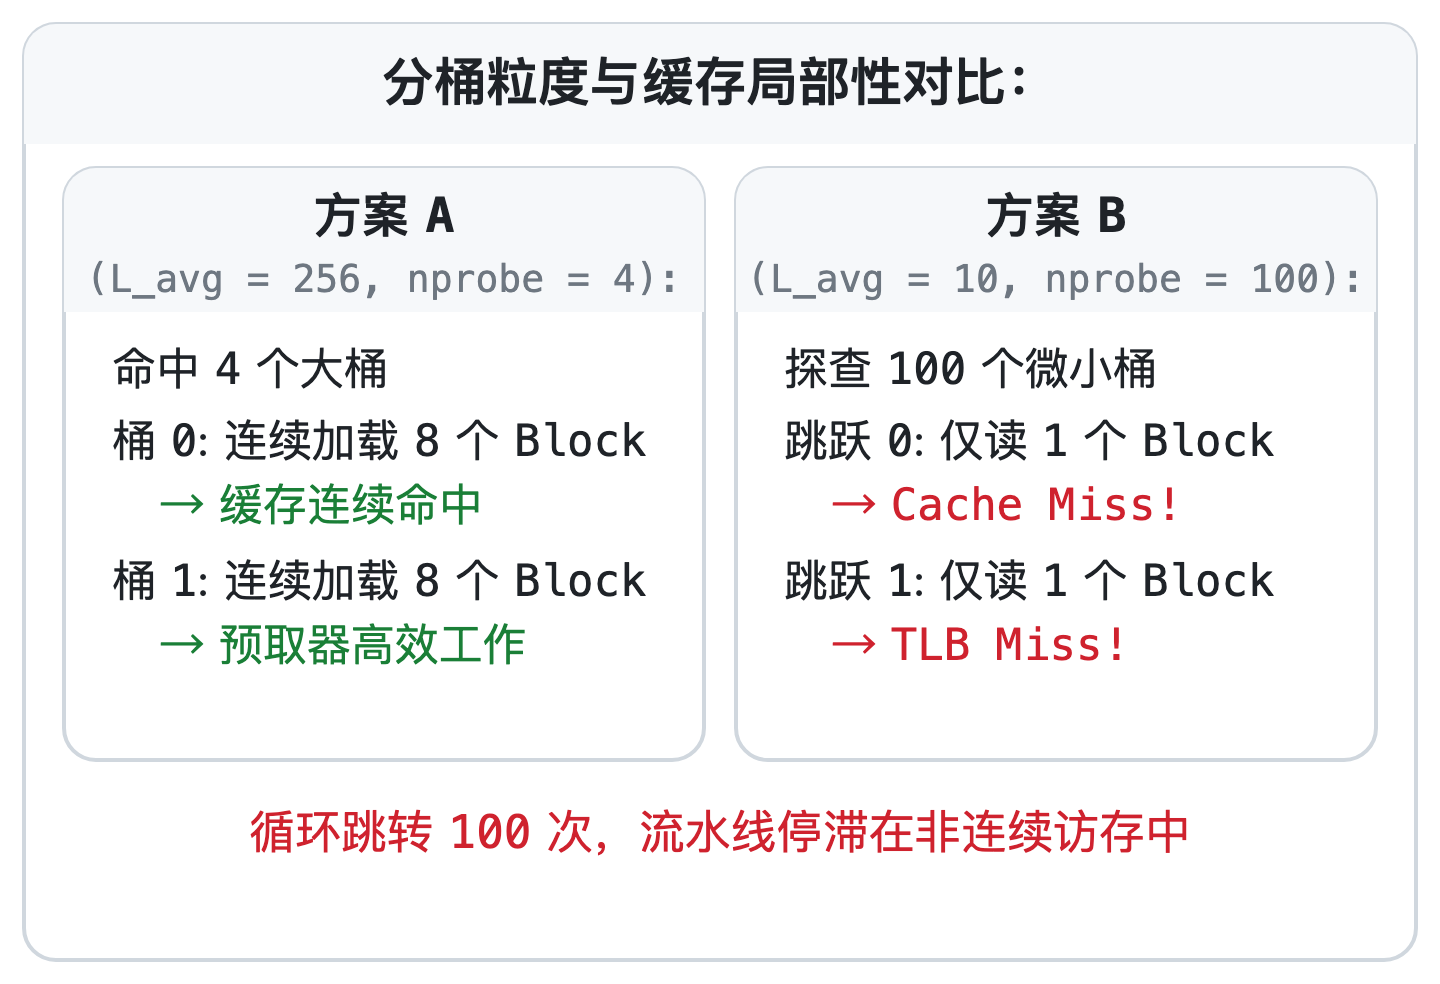 分桶粒度与缓存局部性对比：
方案 A
(L_avg = 256, nprobe = 4):
命中 4 个大桶
桶 0: 连续加载 8 个 Block
→ 缓存连续命中
桶 1: 连续加载 8 个 Block
→ 预取器高效工作
方案 B
(L_avg = 10, nprobe = 100):
探查 100 个微小桶
跳跃 0: 仅读 1 个 Block
→ Cache Miss!
跳跃 1: 仅读 1 个 Block
→ TLB Miss!
循环跳转 100 次，流水线停滞在非连续访存中